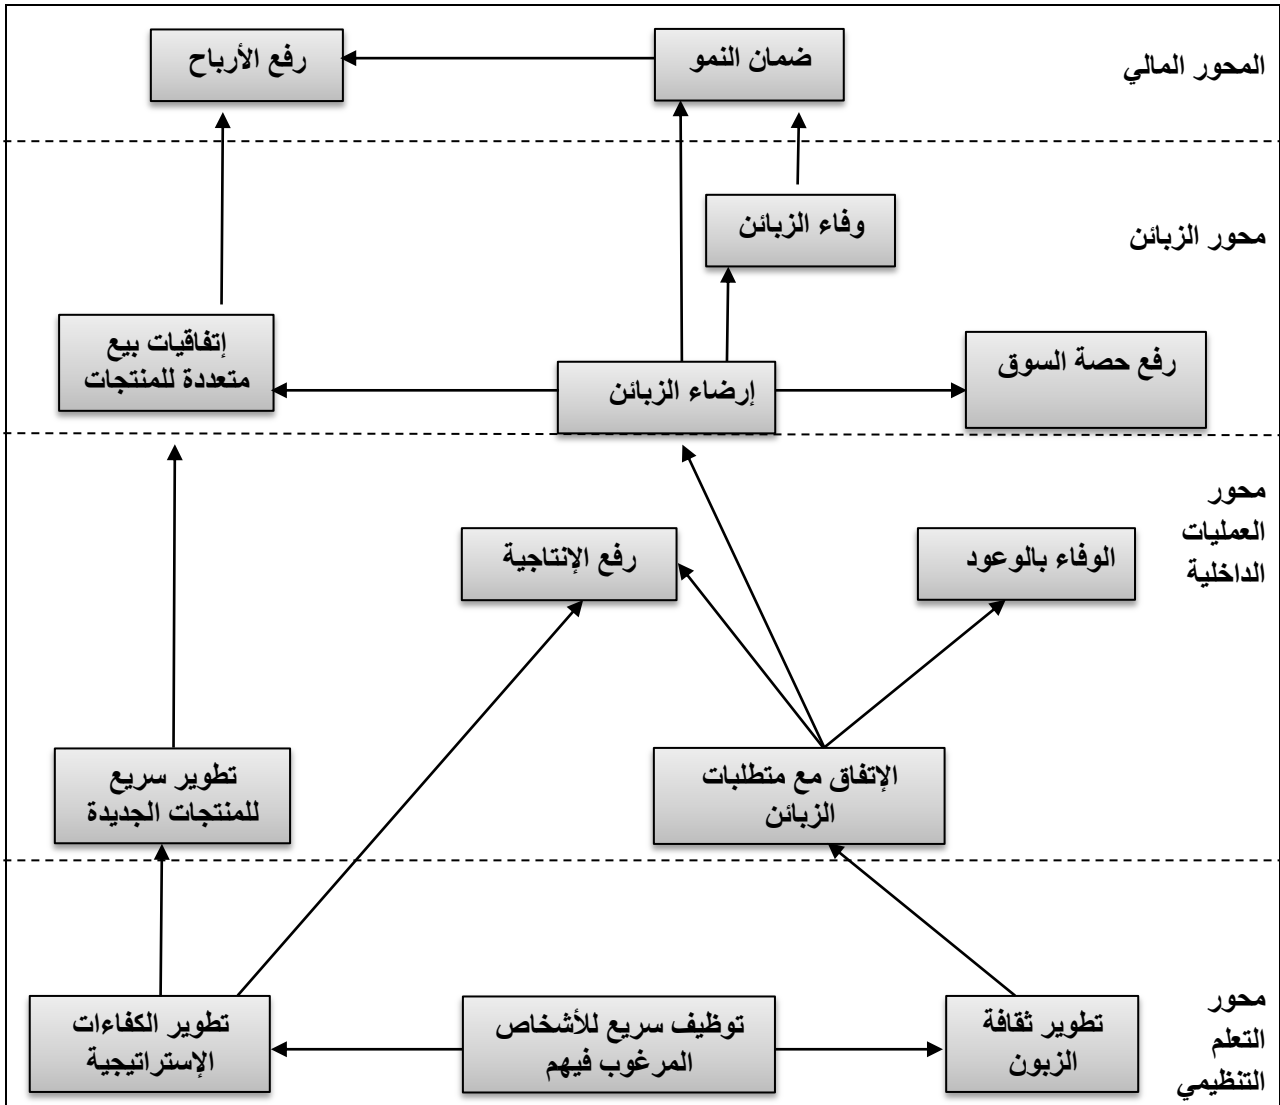 المحور المالي
ضمان النمو
رفع الأرباح
محور الزبائن
وفاء الزبائن
رفع حصة السوق
إرضاء الزبائن
إتفاقيات بيع
متعددة للمنتجات
محور
العمليات
الداخلية
الوفاء بالوعود
رفع الإنتاجية
الإتفاق مع متطلبات
الزبائن
تطوير سريع
للمنتجات الجديدة
محور
التعلم
التنظيمي
تطوير ثقافة
الزبون
توظيف سريع للأشخاص
المرغوب فيهم
تطوير الكفاءات
الإستراتيجية